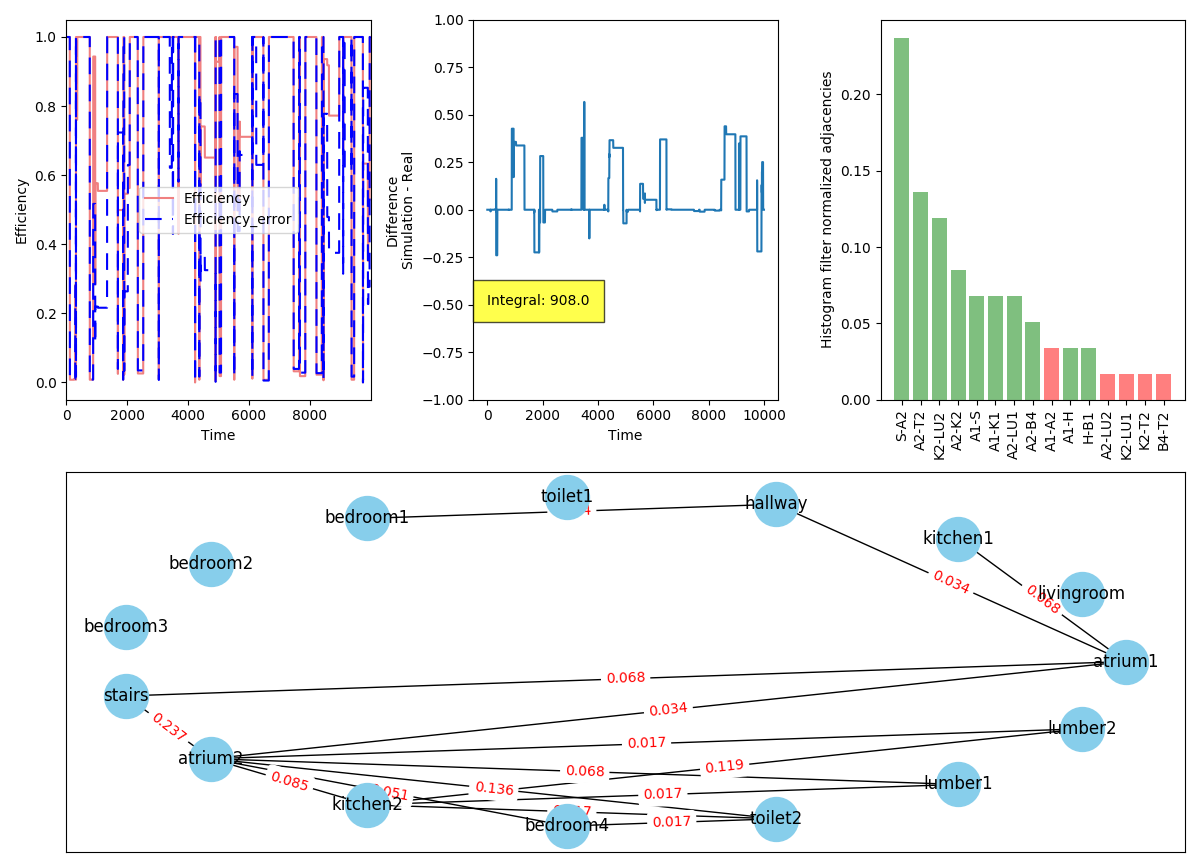 1.0
0.8
0.6
0.4
0.2
0.0
Efficiency
0
2000
4000
6000
8000
Time
Efficiency
Efficiency_error
1.00
0.75
0.50
0.25
0.00
−0.25
−0.50
−0.75
−1.00
Difference
Simulation - Real
Integral: 908.0
0
2000
4000
6000
8000
10000
Time
0.20
0.15
0.10
0.05
0.00
Histogram filter normalized adjacencies
S-A2
A2-T2
K2-LU2
A2-K2
A1-S
A1-K1
A2-LU1
A2-B4
A1-A2
A1-H
H-B1
A2-LU2
K2-LU1
K2-T2
B4-T2
toilet1
hallway
bedroom1
kitchen1
bedroom2
0.034
livingroom
0.068
bedroom3
atrium1
0.068
stairs
0.034
0.237
lumber2
0.017
atrium2
0.068
0.119
0.085
lumber1
0.136
0.051
0.017
kitchen2
toilet2
0.017
bedroom4